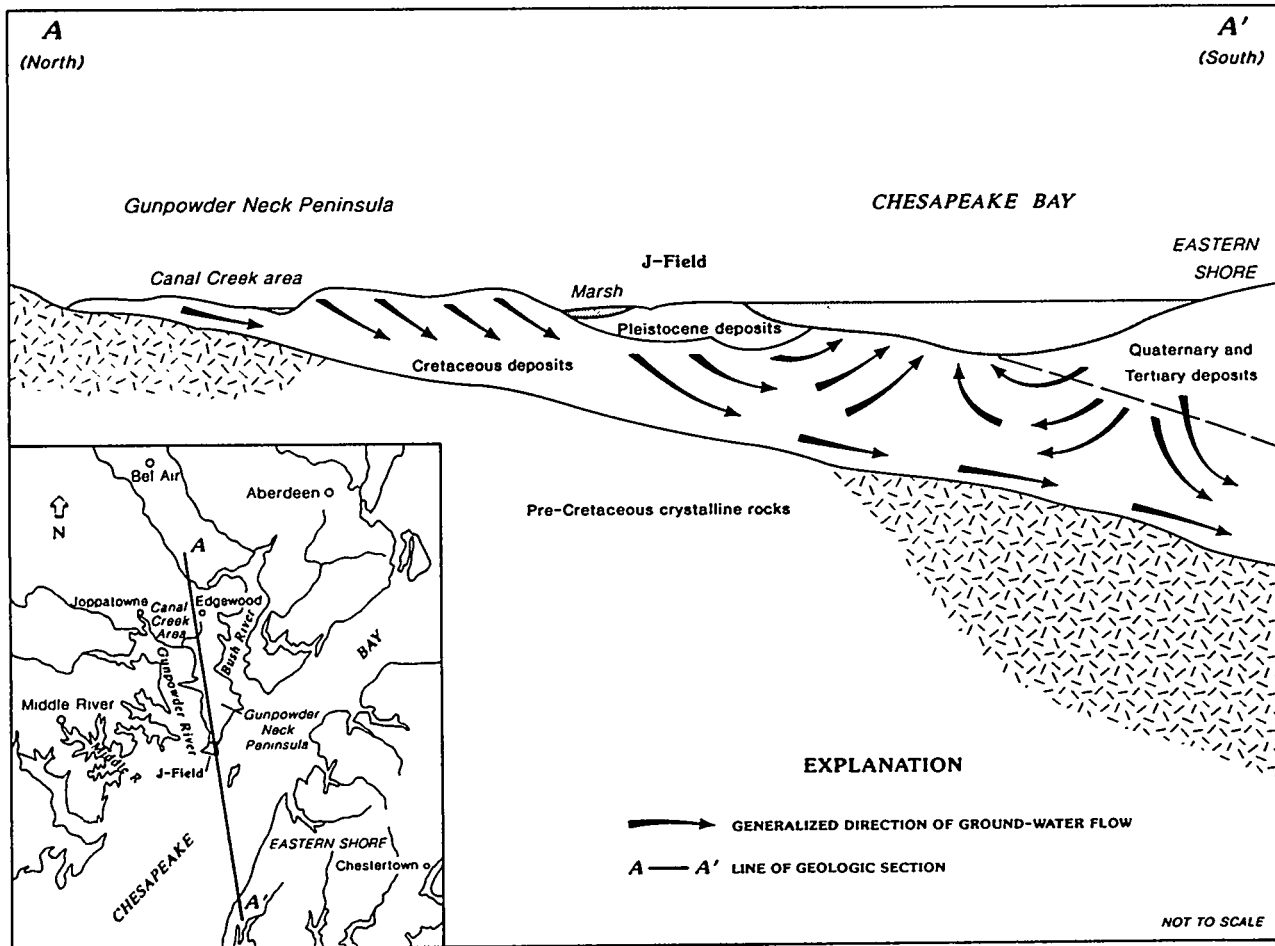 A
(North)
A'
(South)
Gunpowder Neck Peninsula
CHESAPEAKE BAY
EASTERN
SHORE
J-Field
Canal Creek area
Marsh
Pleistocene deposits
Cretaceous deposits
Quaternary and
Tertiary deposits
Pre-Cretaceous crystalline rocks
Bel Air
Aberdeen
N
A
Joppatowne
Canal
Creek
Area
Edgewood
Bush River
BAY
Gunpowder River
Middle River
Middle R.
Gunpowder
Neck
Peninsula
J-Field
EASTERN SHORE
Chestertown
CHESAPEAKE
A'
EXPLANATION
GENERALIZED DIRECTION OF GROUND-WATER FLOW
A — A' LINE OF GEOLOGIC SECTION
NOT TO SCALE